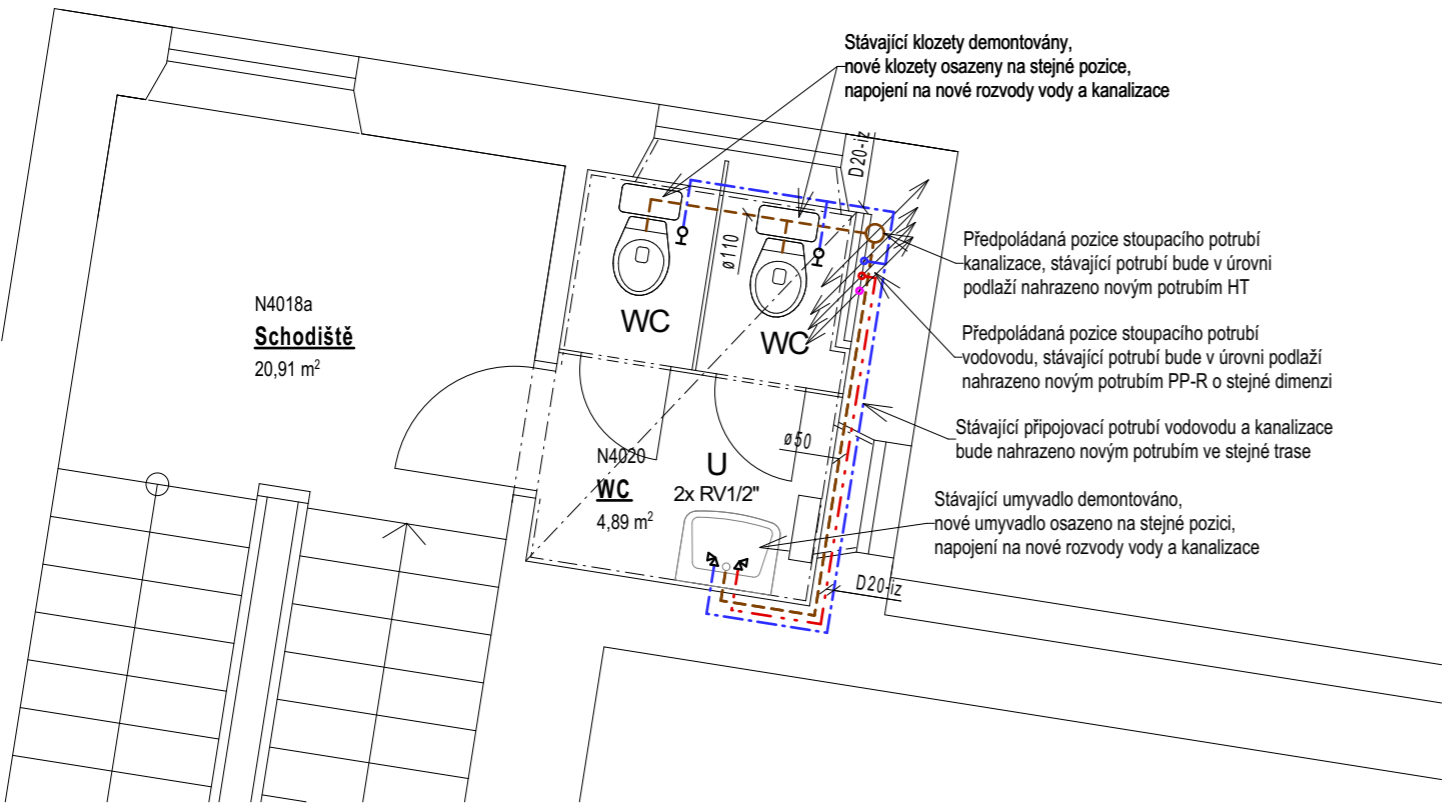 Stávající klozety demontovány,
nové klozety osazeny na stejné pozice,
napojení na nové rozvody vody a kanalizace
D20-iz
Předpoládaná pozice stoupacího potrubí
kanalizace, stávající potrubí bude v úrovni
podlaží nahrazeno novým potrubím HT
ø110
N4018a
Schodiště
20,91 m²
WC
WC
Předpoládaná pozice stoupacího potrubí
vodovodu, stávající potrubí bude v úrovni podlaží
nahrazeno novým potrubím PP-R o stejné dimenzi
Stávající připojovací potrubí vodovodu a kanalizace
bude nahrazeno novým potrubím ve stejné trase
ø50
N4020
WC
4,89 m²
U
2x RV1/2"
Stávající umyvadlo demontováno,
nové umyvadlo osazeno na stejné pozici,
napojení na nové rozvody vody a kanalizace
D20-iz